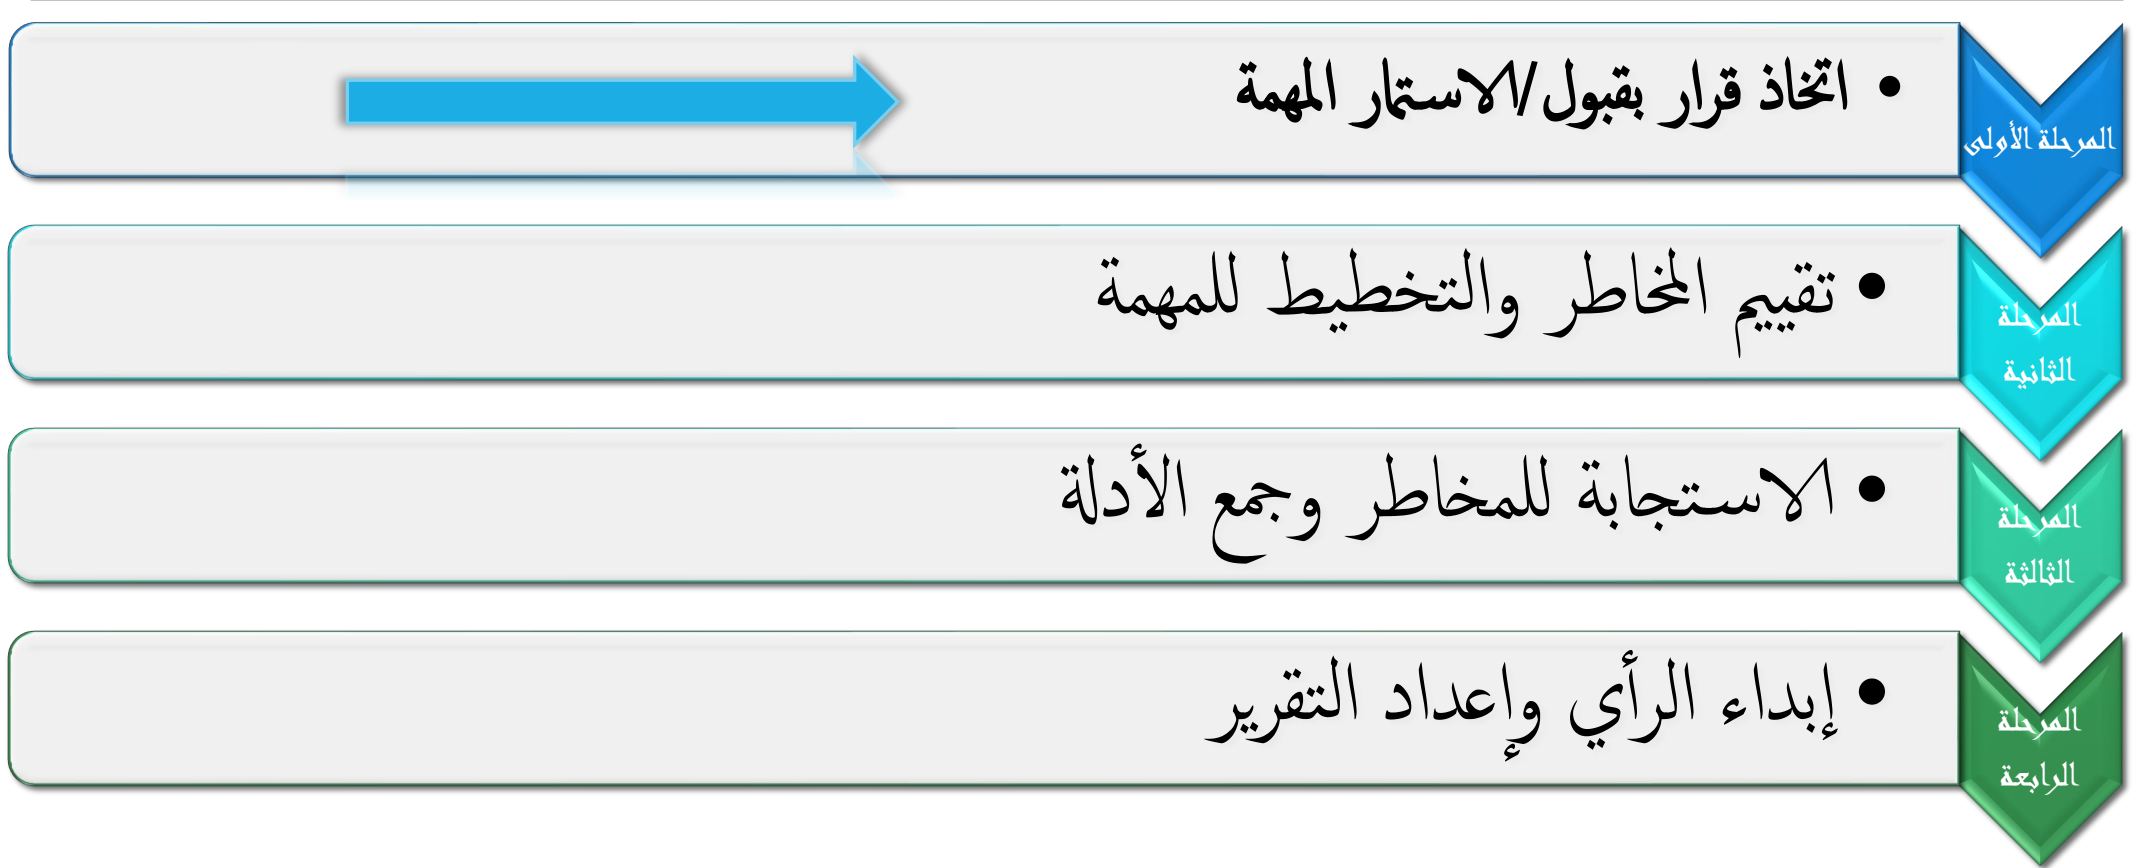 المرحلة الأولى
• اتخاذ قرار بقبول/الاستمار المهمة
المرحلة
الثانية
• تقييم المخاطر والتخطيط للمهمة
المرحلة
الثالثة
• الاستجابة للمخاطر وجمع الأدلة
المرحلة
الرابعة
• إبداء الرأي وإعداد التقرير